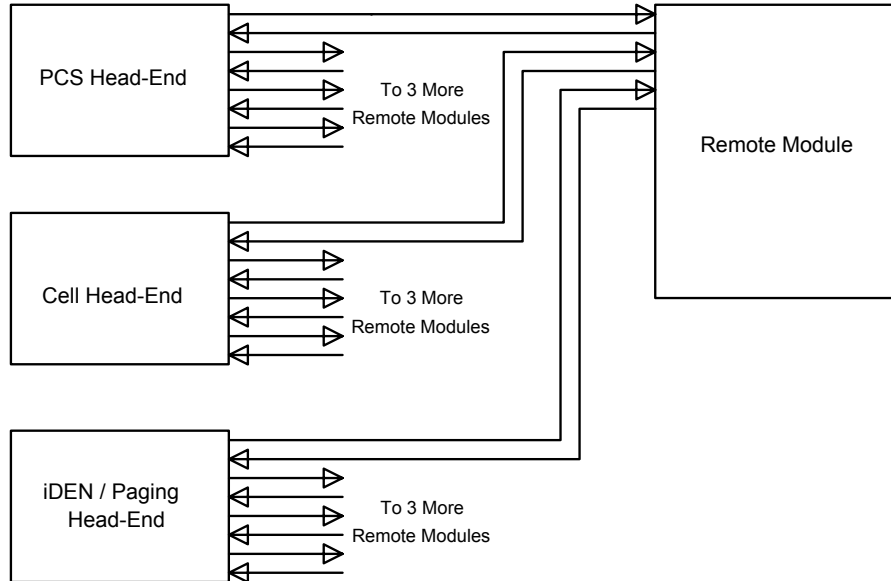 PCS Head-End
To 3 More
Remote Modules
Remote Module
Cell Head-End
To 3 More
Remote Modules
iDEN / Paging
Head-End
To 3 More
Remote Modules